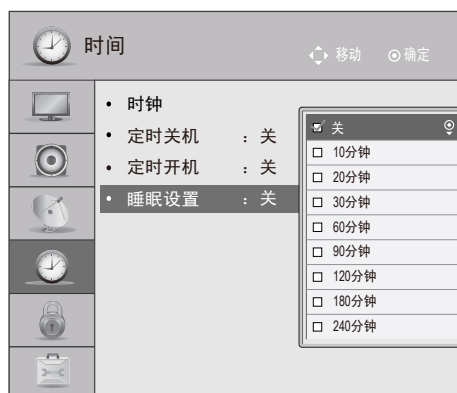 时间
移动 确定
时钟
定时关机 : 关
定时开机 : 关
睡眠设置 : 关
关
10分钟
20分钟
30分钟
60分钟
90分钟
120分钟
180分钟
240分钟